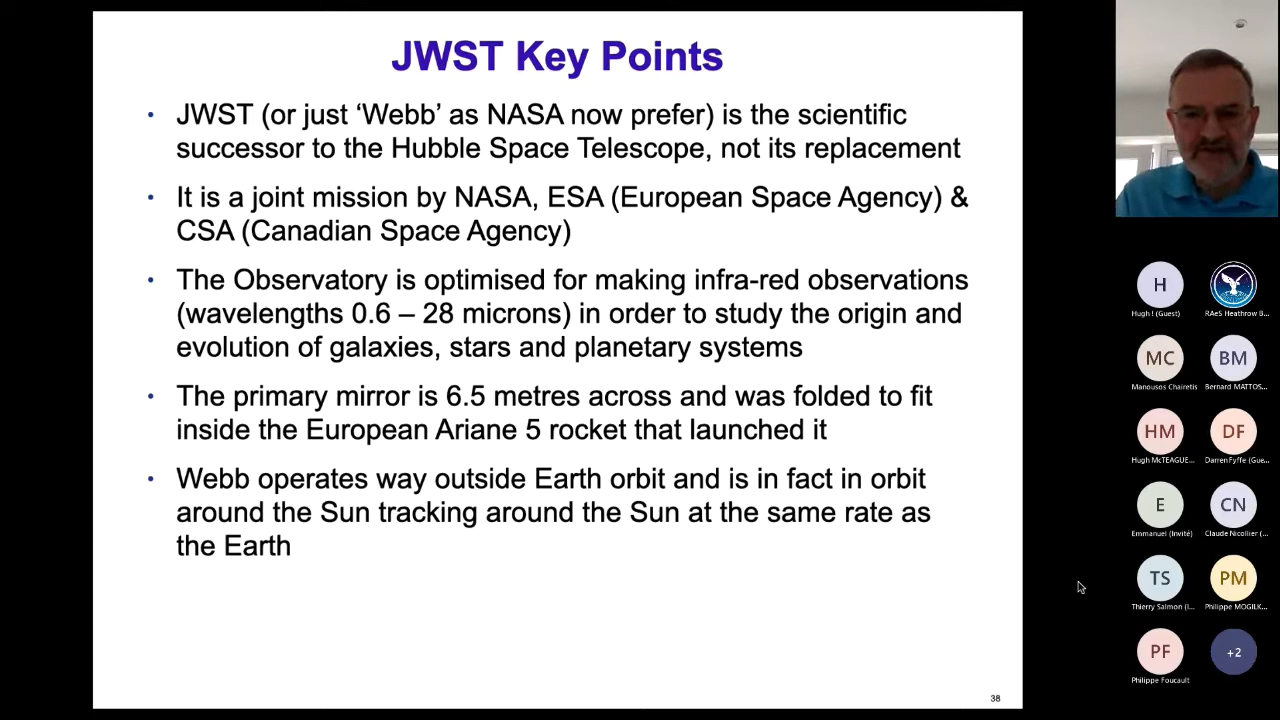 JWST Key Points
• JWST (or just ‘Webb’ as NASA now prefer) is the scientific
successor to the Hubble Space Telescope, not its replacement
• It is a joint mission by NASA, ESA (European Space Agency) &
CSA (Canadian Space Agency)
• The Observatory is optimised for making infra-red observations
(wavelengths 0.6 – 28 microns) in order to study the origin and
evolution of galaxies, stars and planetary systems
• The primary mirror is 6.5 metres across and was folded to fit
inside the European Ariane 5 rocket that launched it
• Webb operates way outside Earth orbit and is in fact in orbit
around the Sun tracking around the Sun at the same rate as
the Earth
38
H
Hugh ! (Guest)
RAeS Heathrow B...
MC
BM
Manousos Chairetis
Bernard MATTOS...
HM
DF
Hugh McTEAGUE...
Darren Fyffe (Gue...
E
CN
Emmanuel (Invité)
Claude Nicollier (...
TS
PM
Thierry Salmon (I...
Philippe MOGILK...
PF
+2
Philippe Foucault